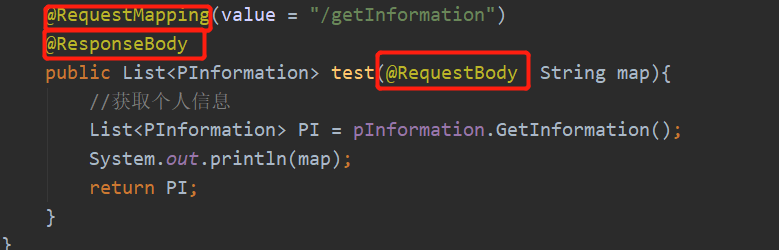 @RequestMapping(value = "/getInformation")
@ResponseBody
public List<PInformation> test(@RequestBody String map){
//获取个人信息
List<PInformation> PI = pInformation.GetInformation();
System.out.println(map);
return PI;
}
}